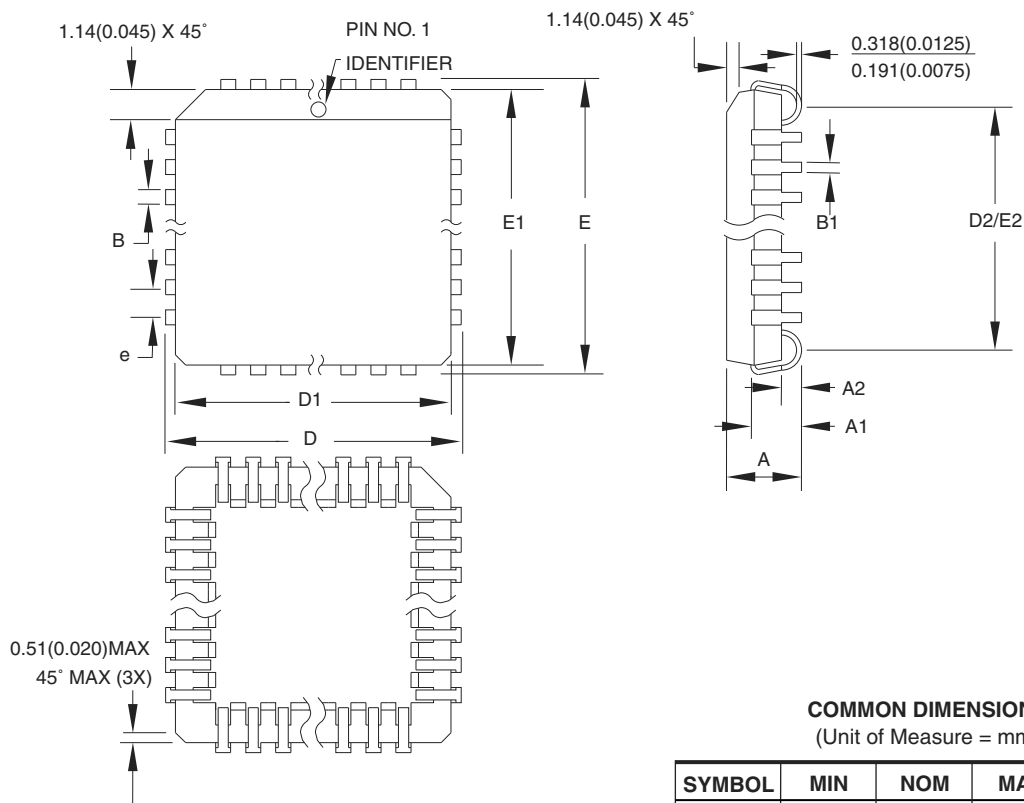 1.14(0.045) X 45°
PIN NO. 1
IDENTIFIER
1.14(0.045) X 45°
0.318(0.0125)
0.191(0.0075)
E1
E
B
e
B1
D2/E2
D1
D
A2
A1
A
0.51(0.020)MAX
45° MAX (3X)
COMMON DIMENSION
(Unit of Measure = mm
SYMBOL MIN NOM MA